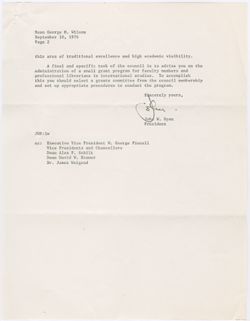 Dean George M. Wilson
September 18, 1975
Page 2
this area of traditional excellence and high academic visibility.
A final and specific task of the council is to advise you on the
administration of a small grant program for faculty members and
professional librarians in international studies. To accomplish
this you should select a grants committee from the council membership
and set up appropriate procedures to conduct the program.
Sincerely yours,
John W. Ryan
President
JWR:lw
cc: Executive Vice President W. George Pinnell
Vice Presidents and Chancellors
Dean Alex F.
Dean David W.
Dr. James Weigand